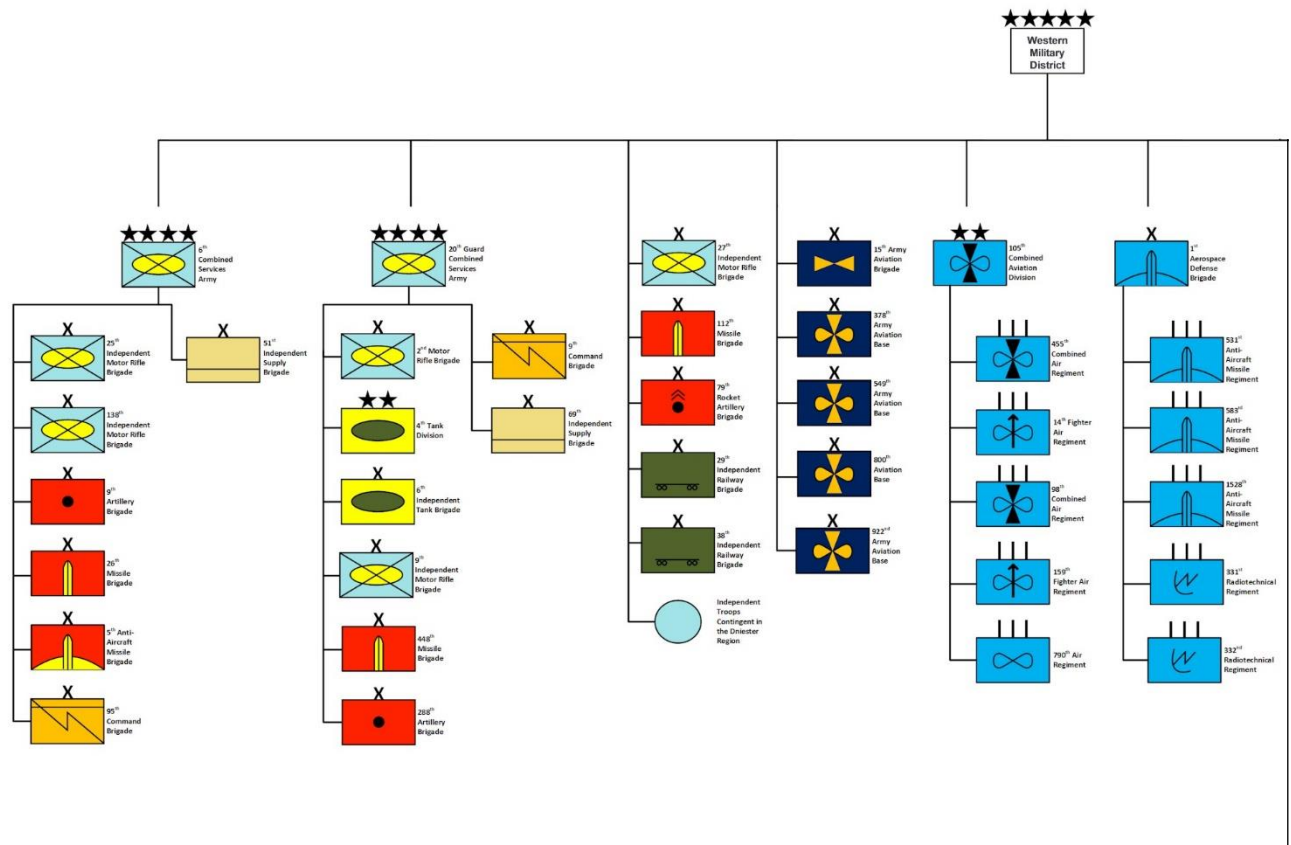 Western
Military
District
6th
Combined
Services
Army
25th
Independent
Motor Rifle
Brigade
X
138th
Independent
Motor Rifle
Brigade
X
9th
Artillery
Brigade
X
26th
Missile
Brigade
X
5th Anti-
Aircraft
Missile
Brigade
X
95th
Command
Brigade
X
51st
Independent
Supply
Brigade
X
20th Guard
Combined
Services
Army
2nd Motor
Rifle Brigade
X
4th Tank
Division
6th
Independent
Tank Brigade
X
9th
Independent
Motor Rifle
Brigade
X
448th
Missile
Brigade
X
288th
Artillery
Brigade
X
9th
Command
Brigade
X
69th
Independent
Supply
Brigade
X
27th
Independent
Motor Rifle
Brigade
X
112th
Missile
Brigade
X
79th
Rocket
Artillery
Brigade
X
29th
Independent
Railway
Brigade
X
38th
Independent
Railway
Brigade
X
Independent
Troops
Contingent in
the Dniester
Region
15th Army
Aviation
Brigade
X
378th
Army
Aviation
Base
X
549th
Army
Aviation
Base
X
800th
Aviation
Base
X
922nd
Army
Aviation
Base
X
105th
Combined
Aviation
Division
455th
Combined
Air
Regiment
14th Fighter
Air
Regiment
98th
Combined
Air
Regiment
159th
Fighter Air
Regiment
790th Air
Regiment
1st
Aerospace
Defense
Brigade
X
531st
Anti-
Aircraft
Missile
Regiment
583rd
Anti-
Aircraft
Missile
Regiment
1528th
Anti-
Aircraft
Missile
Regiment
331st
Radiotechnical
Regiment
332nd
Radiotechnical
Regiment